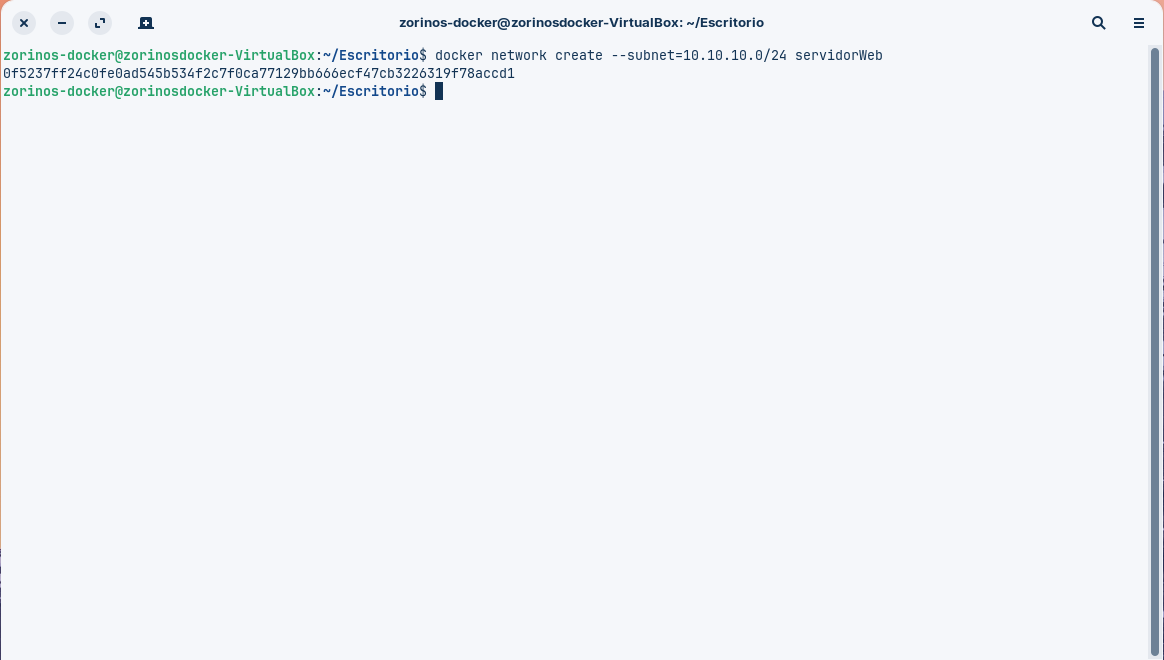 zorinos-docker@zorinosdocker-VirtualBox: ~/Escritorio
zorinos-docker@zorinosdocker-VirtualBox:~/Escritorio$ docker network create --subnet=10.10.10.0/24 servidorWeb
0f5237ff24c0fe0ad545b534f2c7f0ca77129bb666ecf47cb3226319f78accd1
zorinos-docker@zorinosdocker-VirtualBox:~/Escritorio$